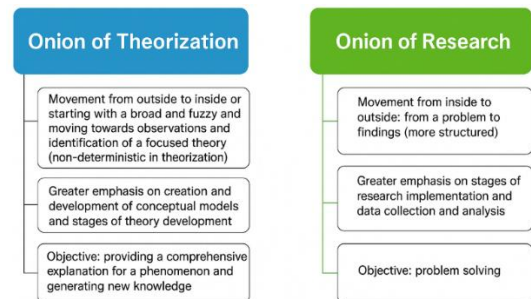 Onion of Theorization
Movement from outside to inside or
starting with a broad and fuzzy and
moving towards observations and
identification of a focused theory
(non-deterministic in theorization)
Greater emphasis on creation and
development of conceptual models
and stages of theory development
Objective: providing a comprehensive
explanation for a phenomenon and
generating new knowledge
Onion of Research
Movement from inside to
outside: from a problem to
findings (more structured)
Greater emphasis on stages of
research implementation and
data collection and analysis
Objective: problem solving